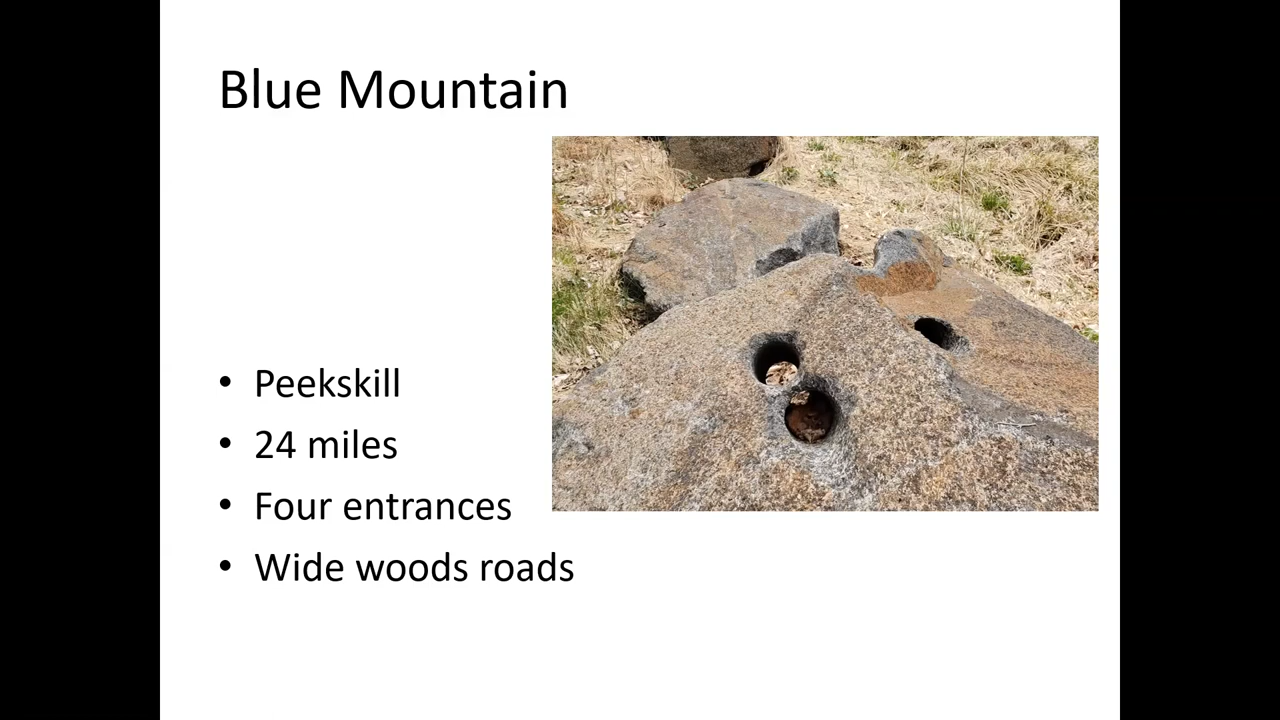 Blue Mountain
• Peekskill
• 24 miles
• Four entrances
• Wide woods roads